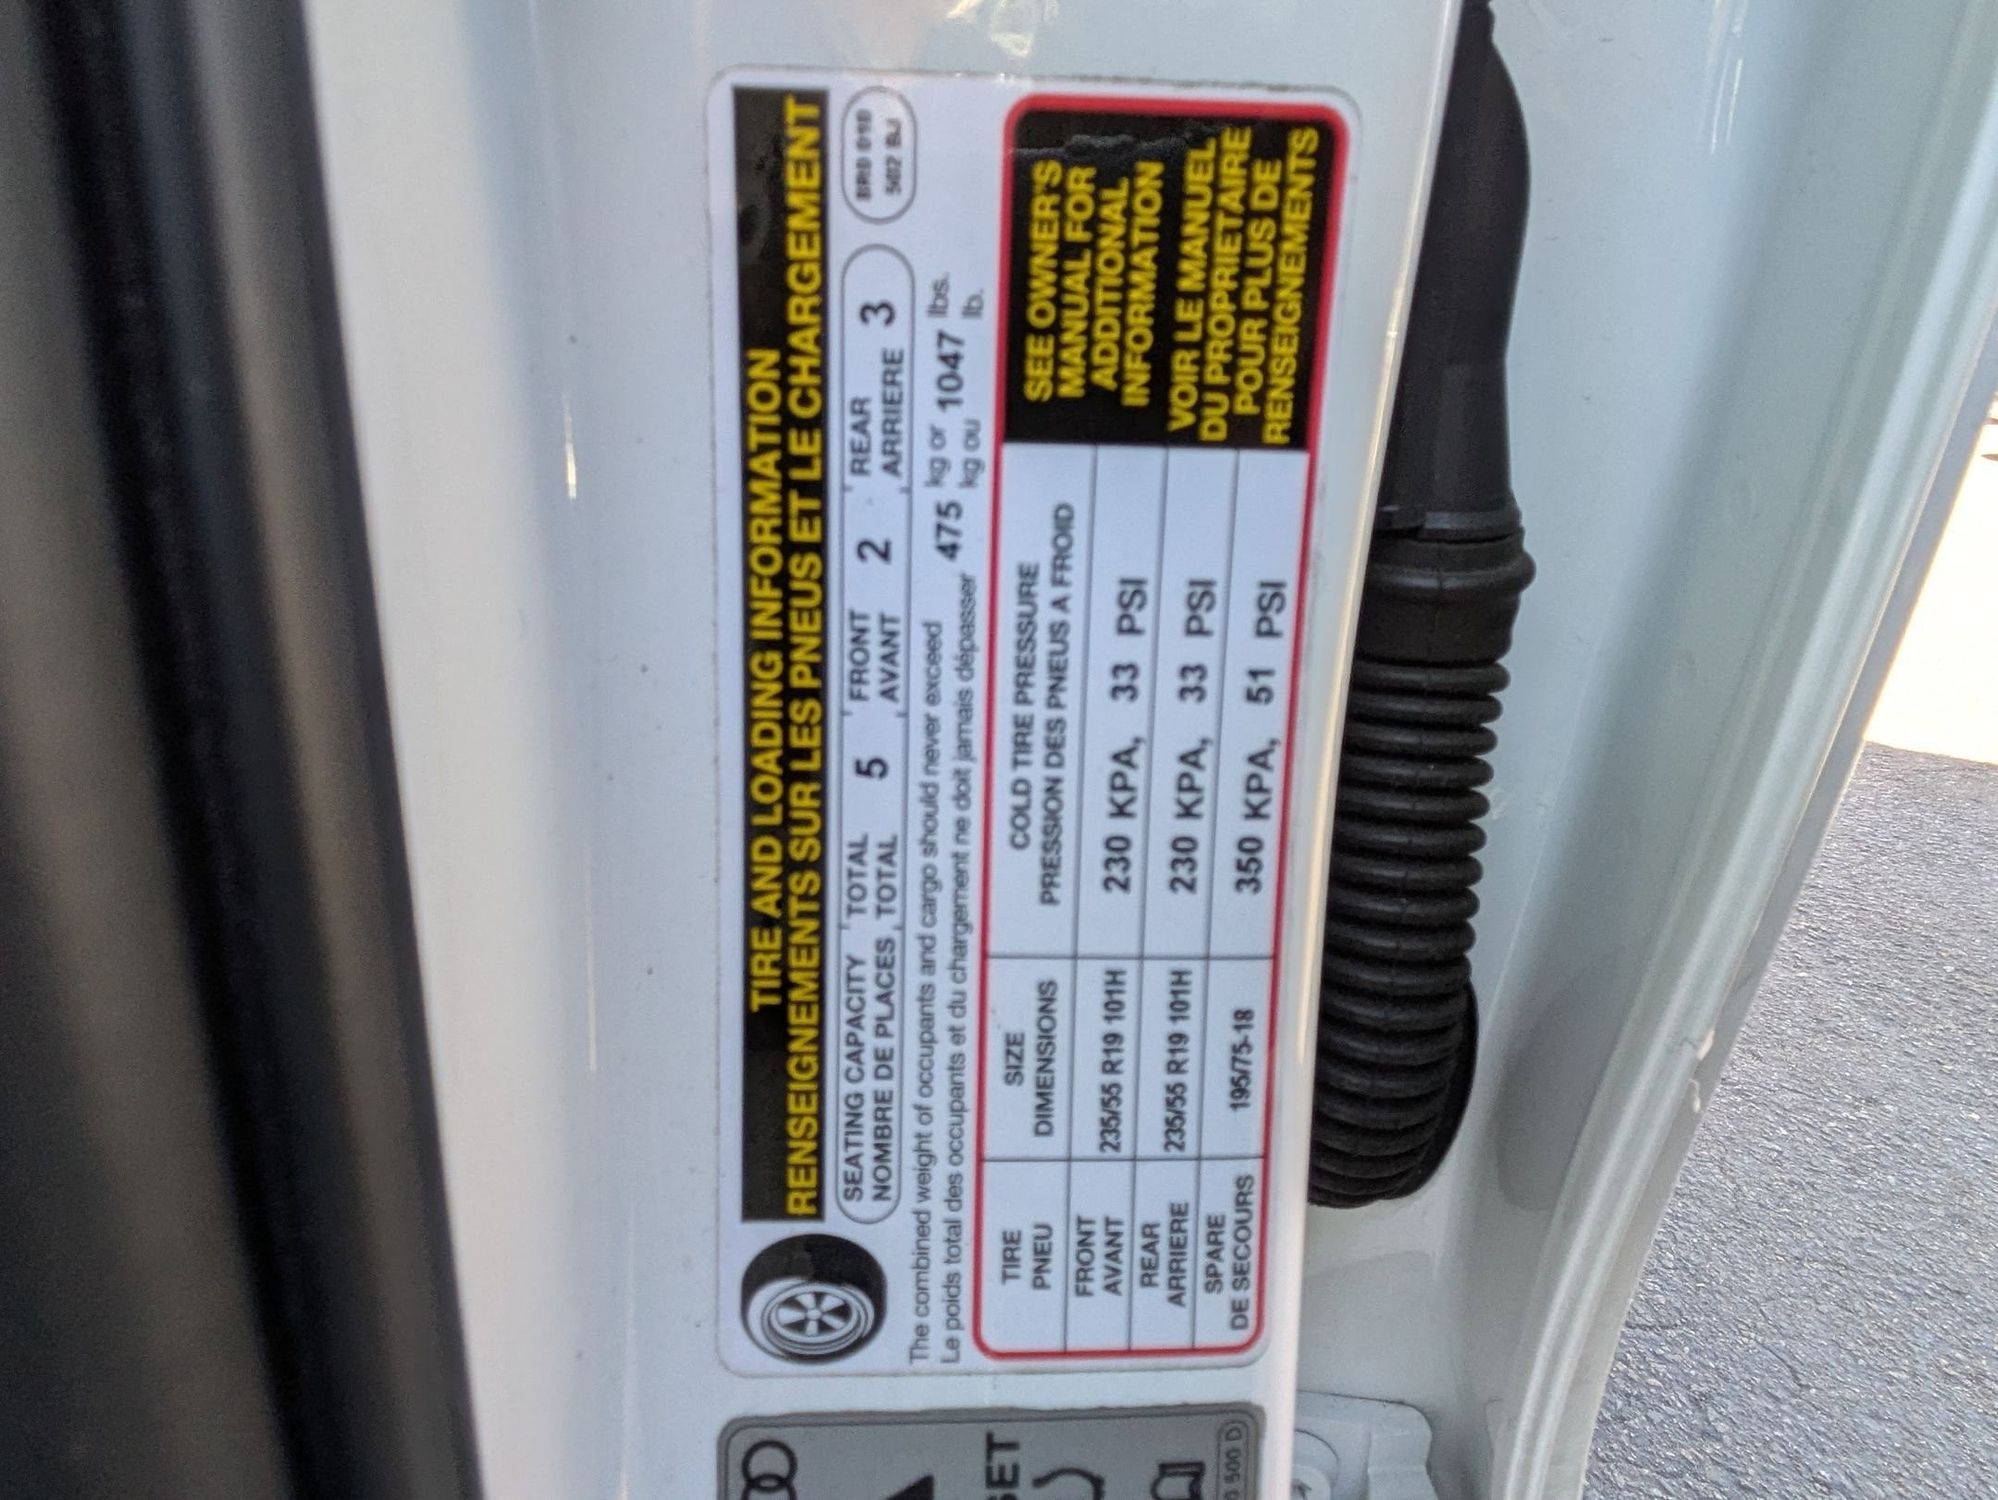 TIRE AND LOADING INFORMATION
RENSEIGNEMENTS SUR LES PNEUS ET LE CHARGEMENT
SEATING CAPACITY TOTAL 5 FRONT 2 REAR 3
NOMBRE DE PLACES TOTAL AVANT ARRIERE
502 BJ
The combined weight of occupants and cargo should never exceed 475 kg or 1047 lbs.
Le poids total des occupants et du chargement ne doit jamais dépasser kg ou lb.
TIRE SIZE COLD TIRE PRESSURE
PNEU DIMENSIONS PRESSION DES PNEUS A FROID
FRONT
AVANT 235/55 R19 101H 230 KPA, 33 PSI
REAR
ARRIERE 235/55 R19 101H 230 KPA, 33 PSI
SPARE
DE SECOURS 195/75-18 350 KPA, 51 PSI
SEE OWNER'S
MANUAL FOR
ADDITIONAL
INFORMATION
VOIR LE MANUEL
DU PROPRIETAIRE
POUR PLUS DE
RENSEIGNEMENTS
SET
500 D